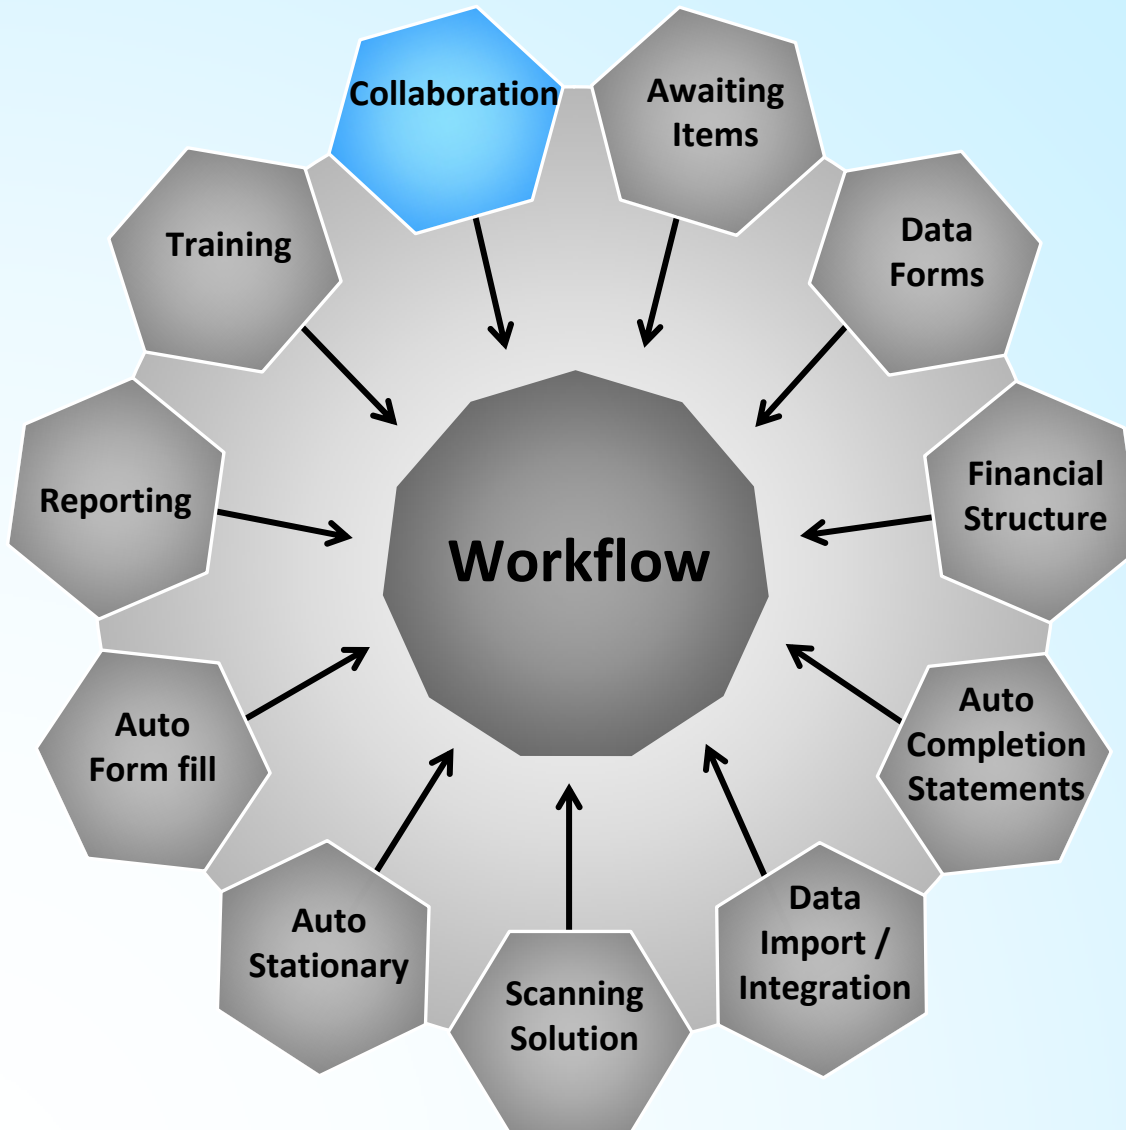 Collaboration
Awaiting
Items
Data
Forms
Financial
Structure
Auto
Completion
Statements
Data
Import /
Integration
Scanning
Solution
Auto
Stationary
Auto
Form fill
Reporting
Training
Workflow